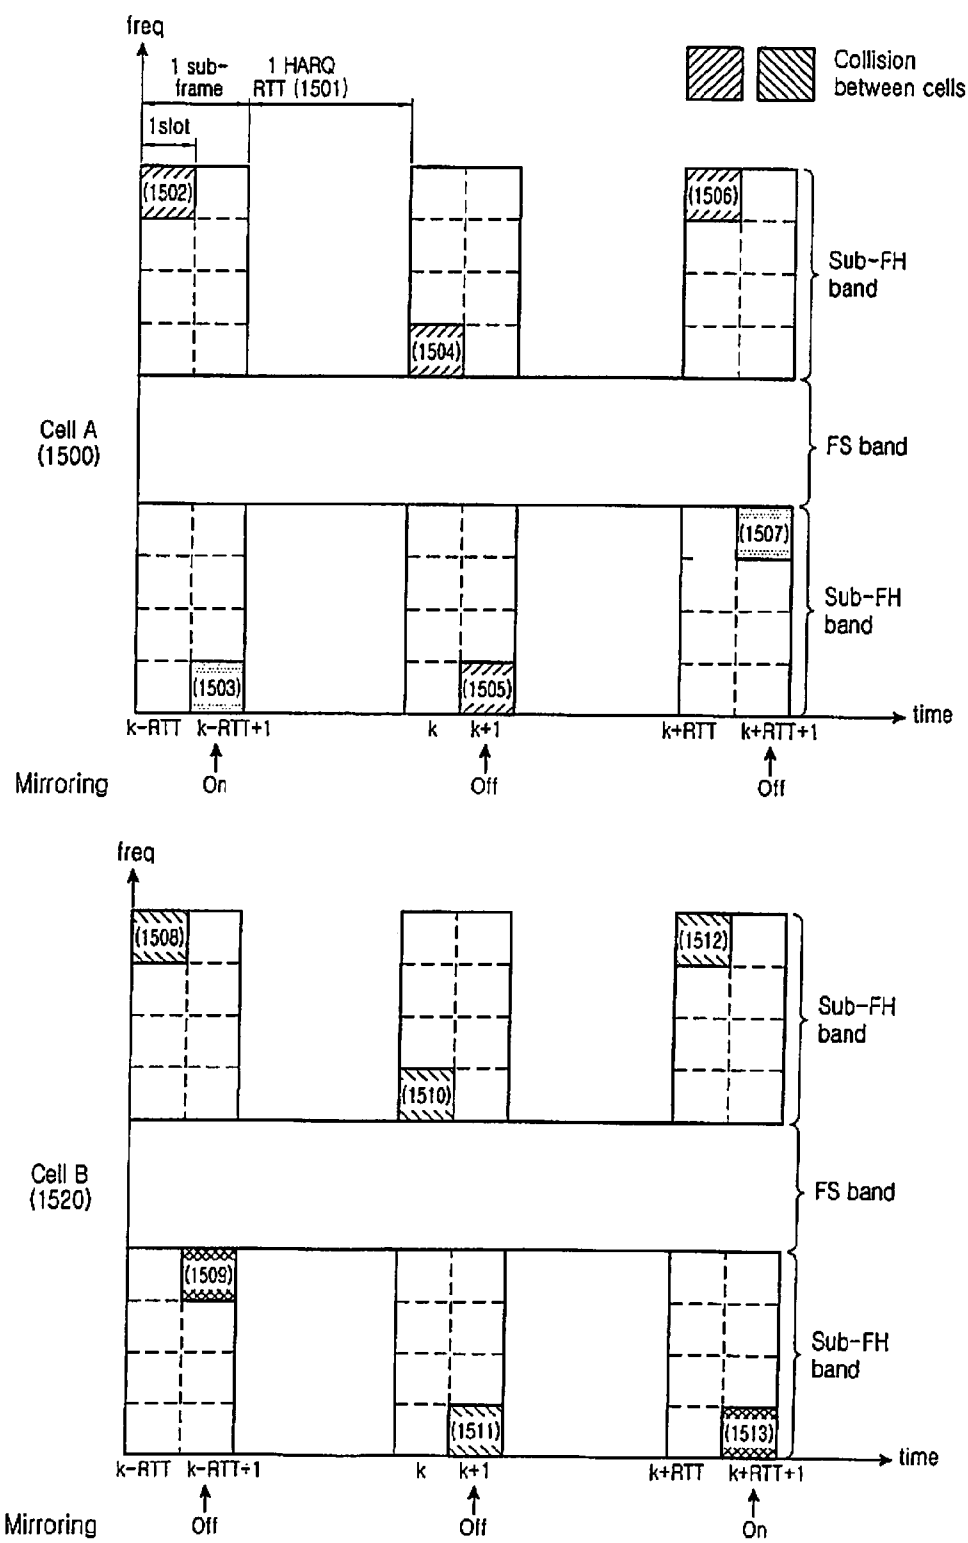 freq
1 sub-
frame
1 HARQ
RTT (1501)
1slot
Collision
between cells
(1502)
(1506)
Sub-FH
band
(1504)
Cell A
(1500)
FS band
(1507)
Sub-FH
band
(1503)
(1505)
k-RTT k-RTT+1 k k+1 k+RTT k+RTT+1 time
Mirroring On Off Off
freq
(1508)
(1512)
Sub-FH
band
(1510)
Cell B
(1520)
FS band
(1509)
Sub-FH
band
(1511)
(1513)
k-RTT k-RTT+1 k k+1 k+RTT k+RTT+1 time
Mirroring Off Off On